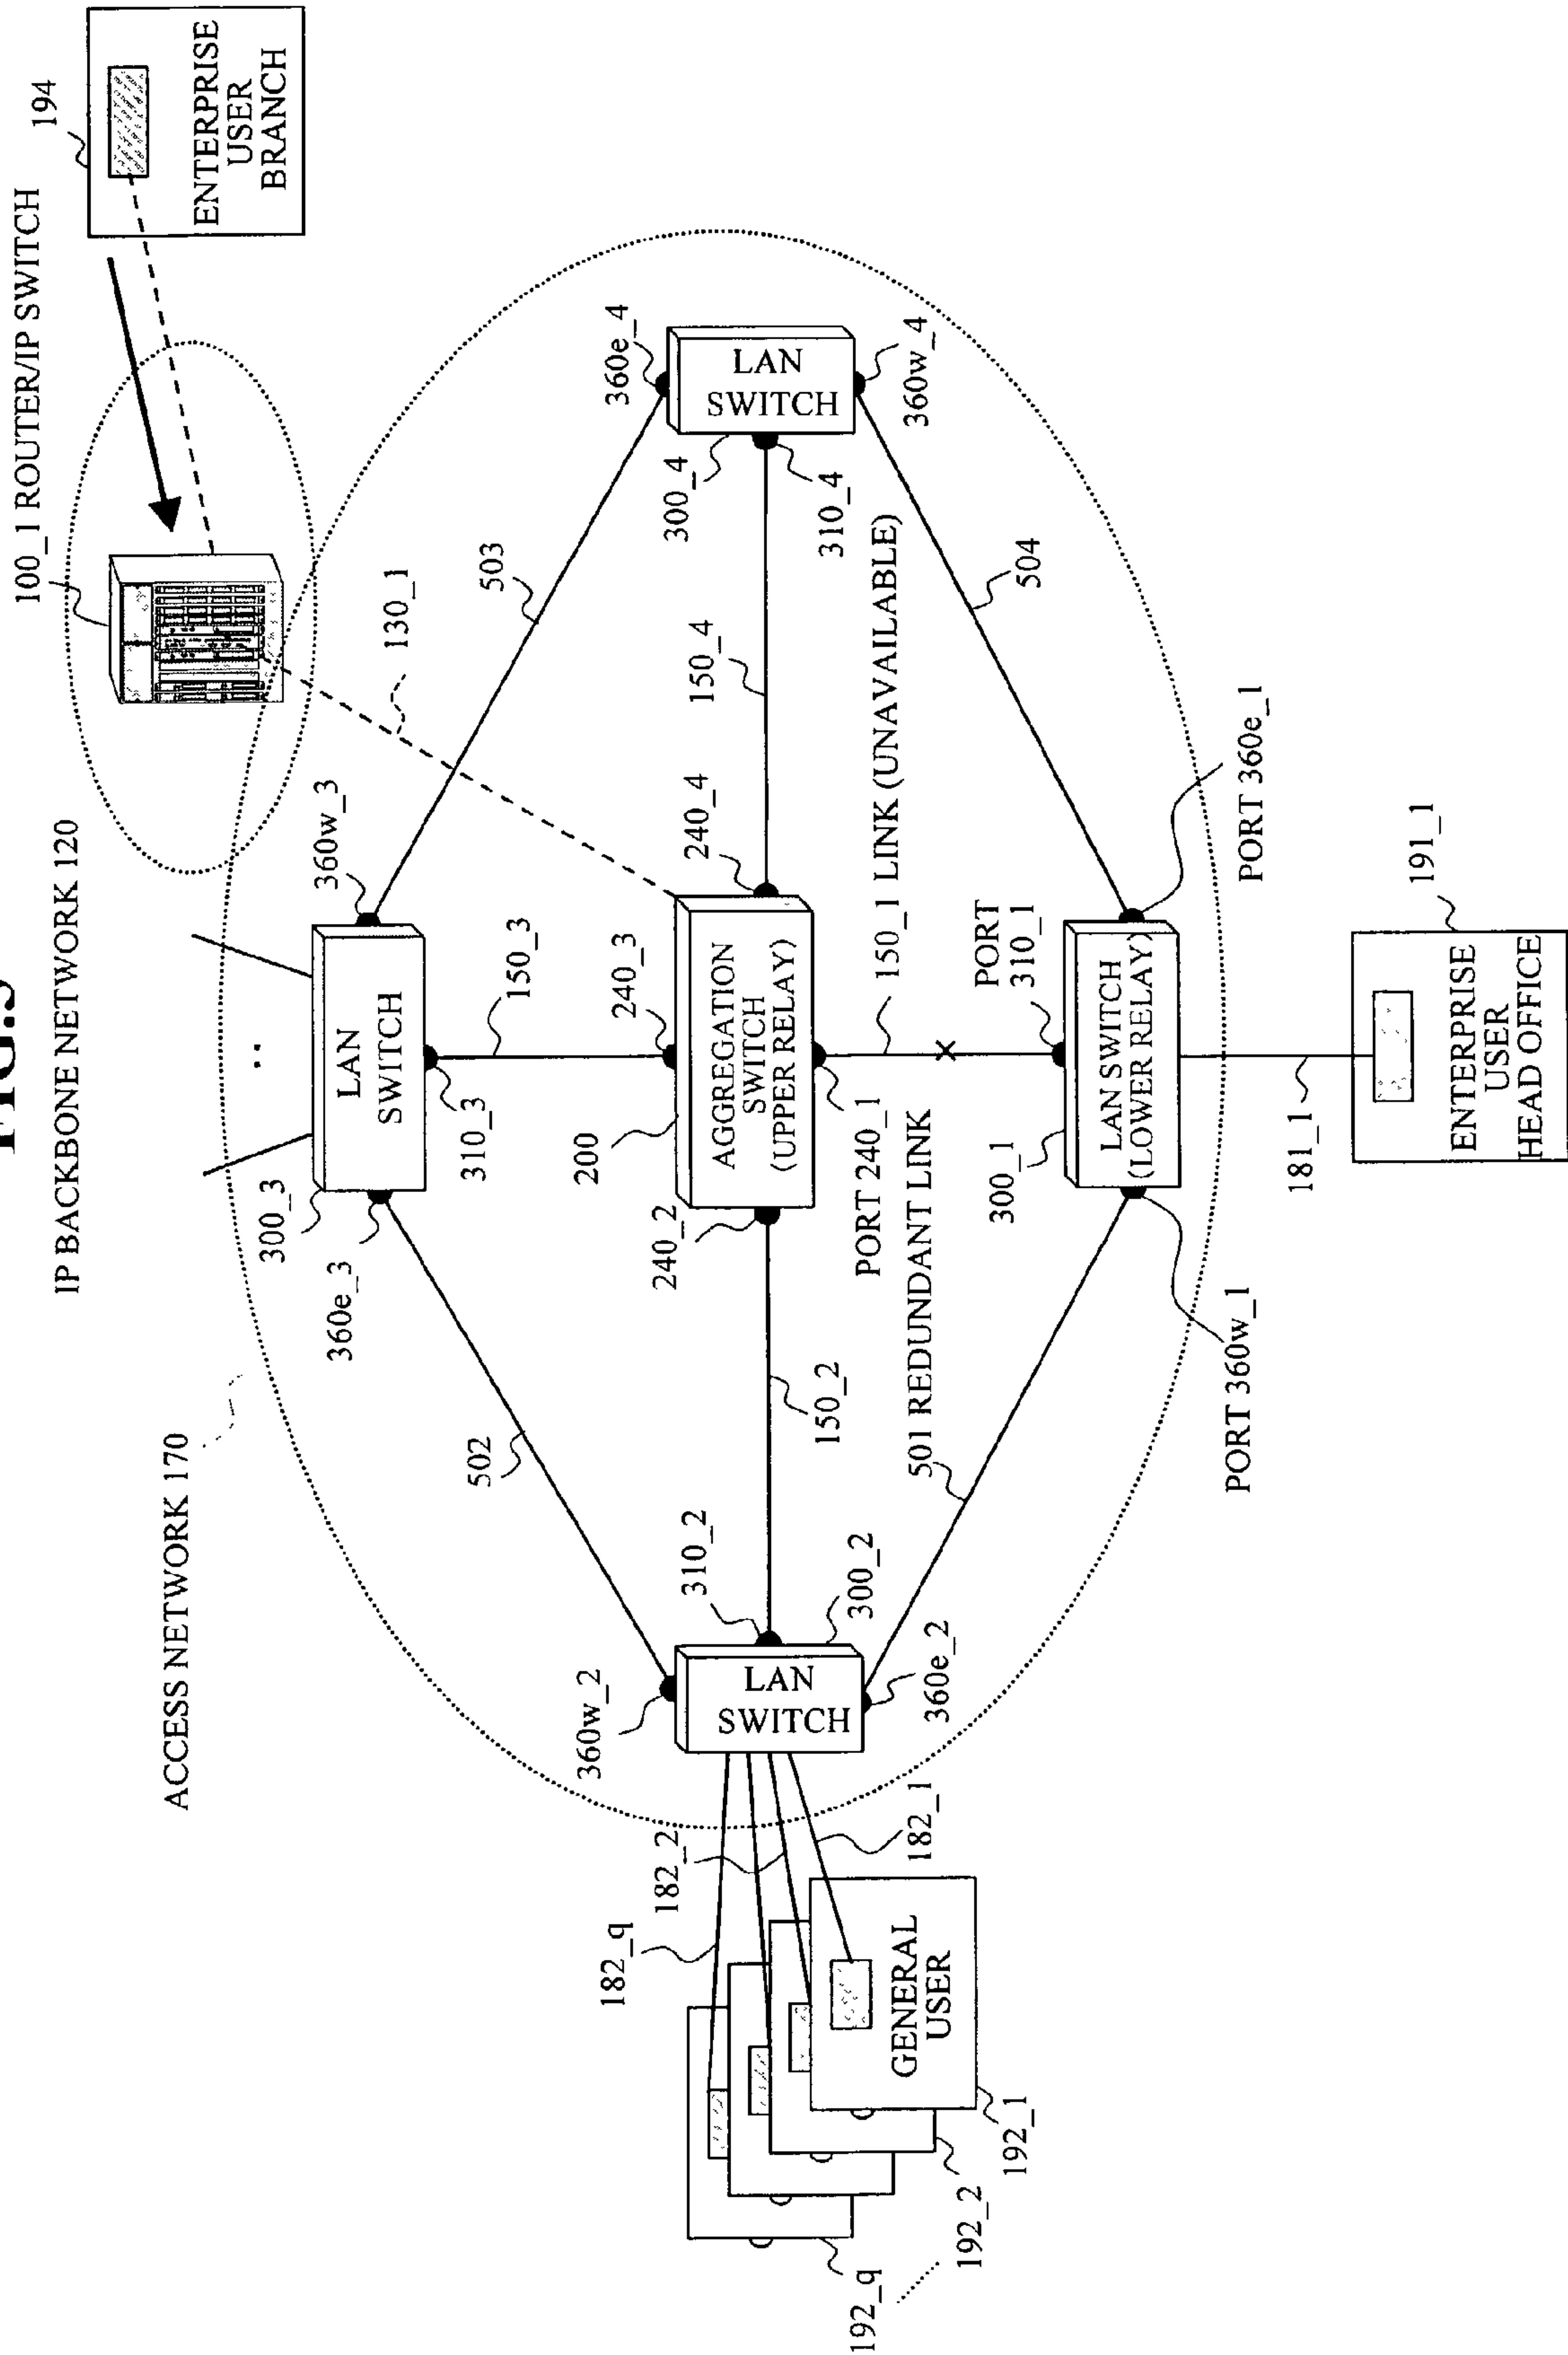 FIG.9
IP BACKBONE NETWORK 120
100_1 ROUTER/IP SWITCH
194
ENTERPRISE
USER
BRANCH
ACCESS NETWORK 170
130_1
300_3
360e_3
LAN
SWITCH
..
360w_3
310_3
150_3
502
503
360w_2
310_2
LAN
SWITCH
300_2
360e_2
150_2
200
240_2
240_3
240_4
AGGREGATION
SWITCH
(UPPER RELAY)
PORT 240_1
150_4
360e_4
300_4
LAN
SWITCH
310_4
360w_4
150_1 LINK (UNAVAILABLE)
501 REDUNDANT LINK
504
300_1
PORT
310_1
LAN SWITCH
(LOWER RELAY)
PORT 360w_1
PORT 360e_1
181_1
191_1
ENTERPRISE
USER
HEAD OFFICE
182_q
182_2
182_1
GENERAL
USER
192_q
192_2
192_1